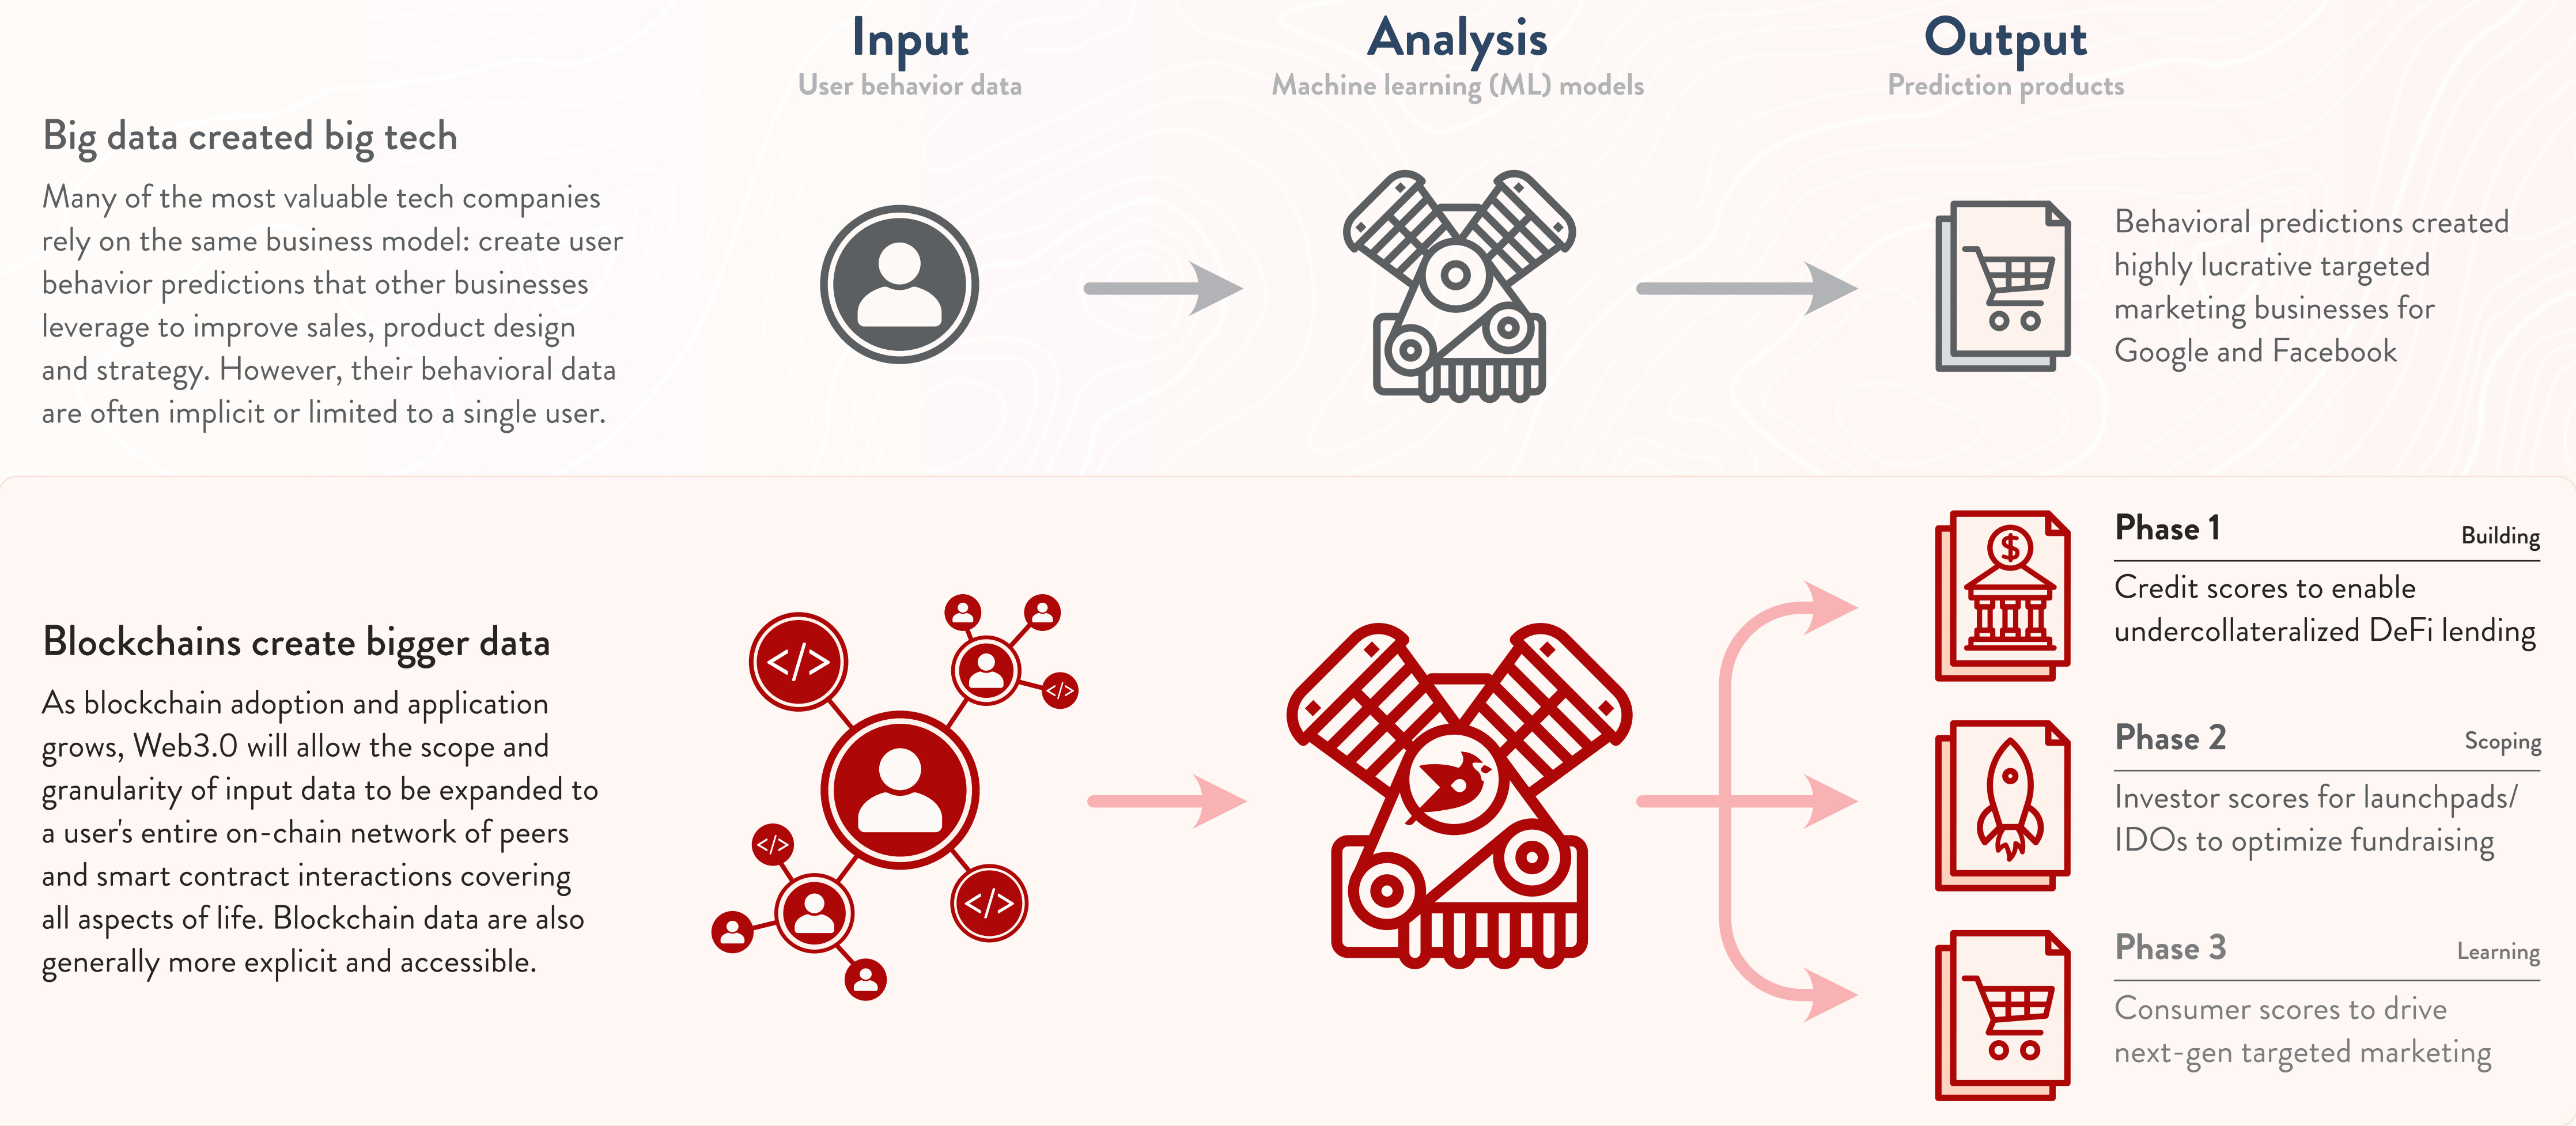 Input
User behavior data
Analysis
Machine learning (ML) models
Output
Prediction products
Big data created big tech
Many of the most valuable tech companies
rely on the same business model: create user
behavior predictions that other businesses
leverage to improve sales, product design
and strategy. However, their behavioral data
are often implicit or limited to a single user.
Behavioral predictions created
highly lucrative targeted
marketing businesses for
Google and Facebook
Blockchains create bigger data
As blockchain adoption and application
grows, Web3.0 will allow the scope and
granularity of input data to be expanded to
a user's entire on-chain network of peers
and smart contract interactions covering
all aspects of life. Blockchain data are also
generally more explicit and accessible.
</>
</>
</>
</>
$
Phase 1 Building
Credit scores to enable
undercollateralized DeFi lending
Phase 2 Scoping
Investor scores for launchpads/
IDOs to optimize fundraising
Phase 3 Learning
Consumer scores to drive
next-gen targeted marketing